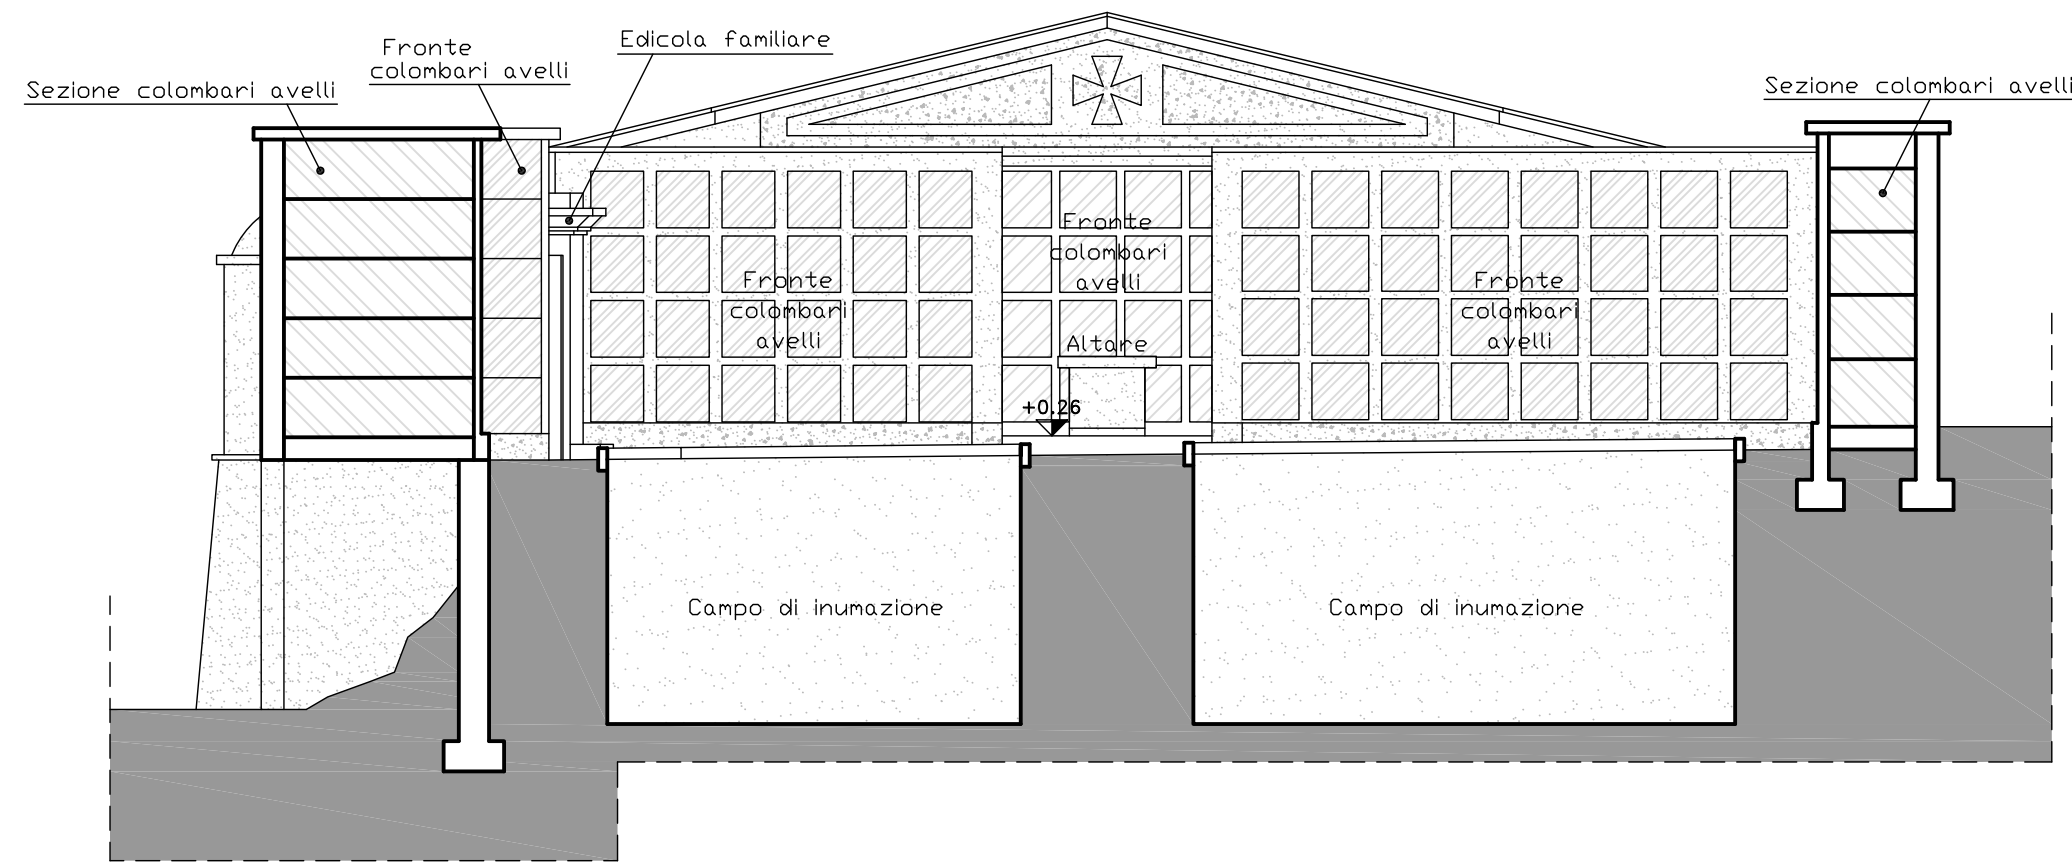 Edicola familiare
Fronte
colombari avelli
Sezione colombari avelli
Sezione colombari avelli
Fronte
colombari
avelli
Fronte
colombari
avelli
Fronte
colombari
avelli
Altare
+0.26
Campo di inumazione
Campo di inumazione